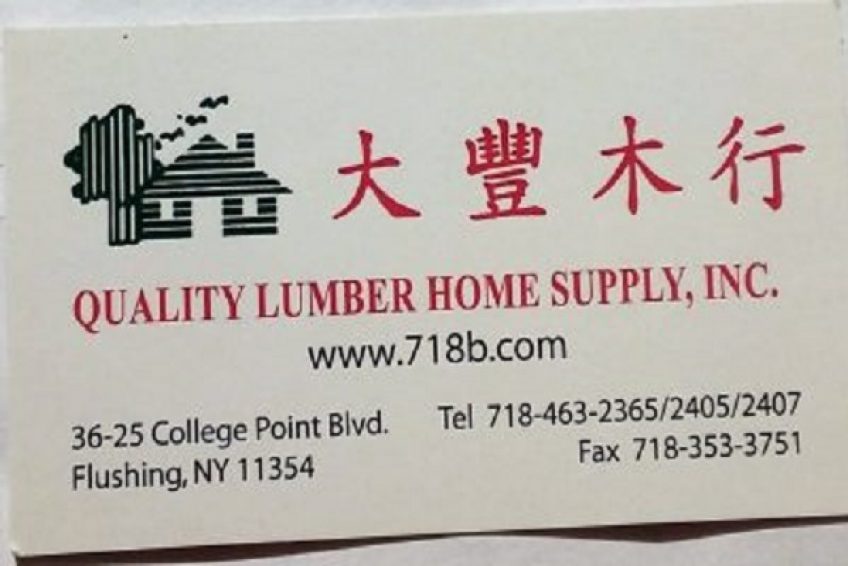 大豐木行
QUALITY LUMBER HOME SUPPLY, INC.
www.718b.com
36-25 College Point Blvd.
Flushing, NY 11354
Tel 718-463-2365/2405/2407
Fax 718-353-3751